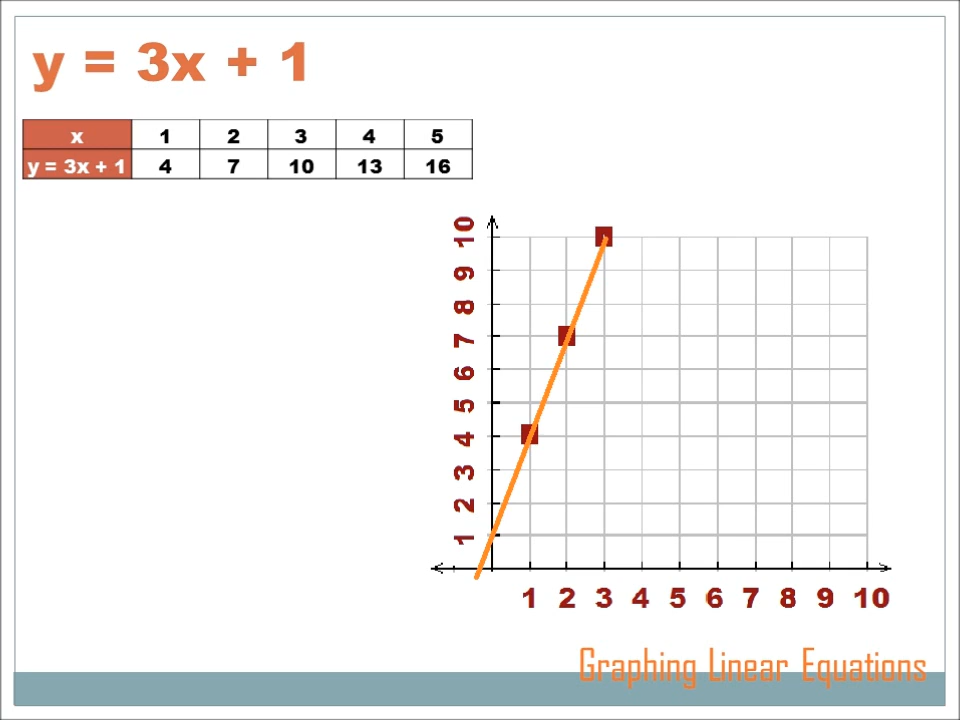 y = 3x + 1
x 1 2 3 4 5
y = 3x + 1 4 7 10 13 16
10
9
8
7
6
5
4
3
2
1
1 2 3 4 5 6 7 8 9 10
Graphing Linear Equations